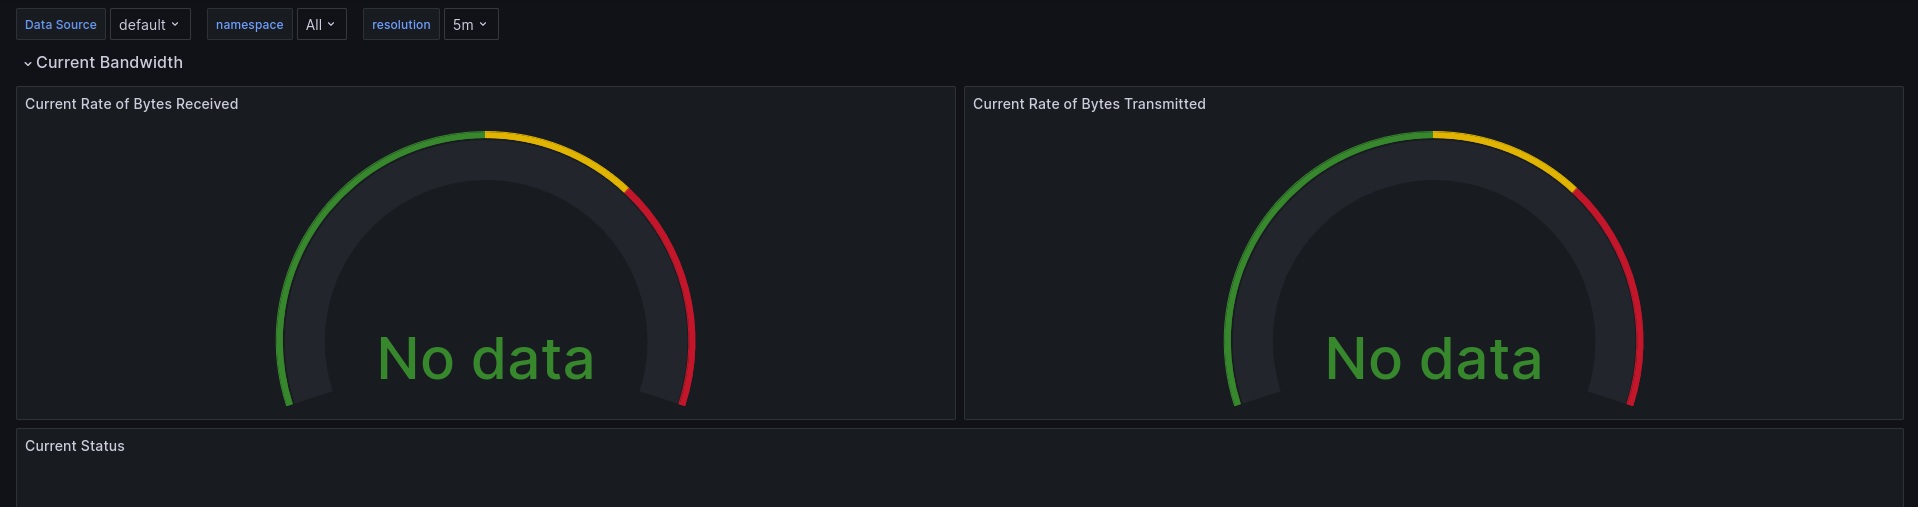 Data Source default namespace All resolution 5m
Current Bandwidth
Current Rate of Bytes Received
Current Rate of Bytes Transmitted
No data
No data
Current Status